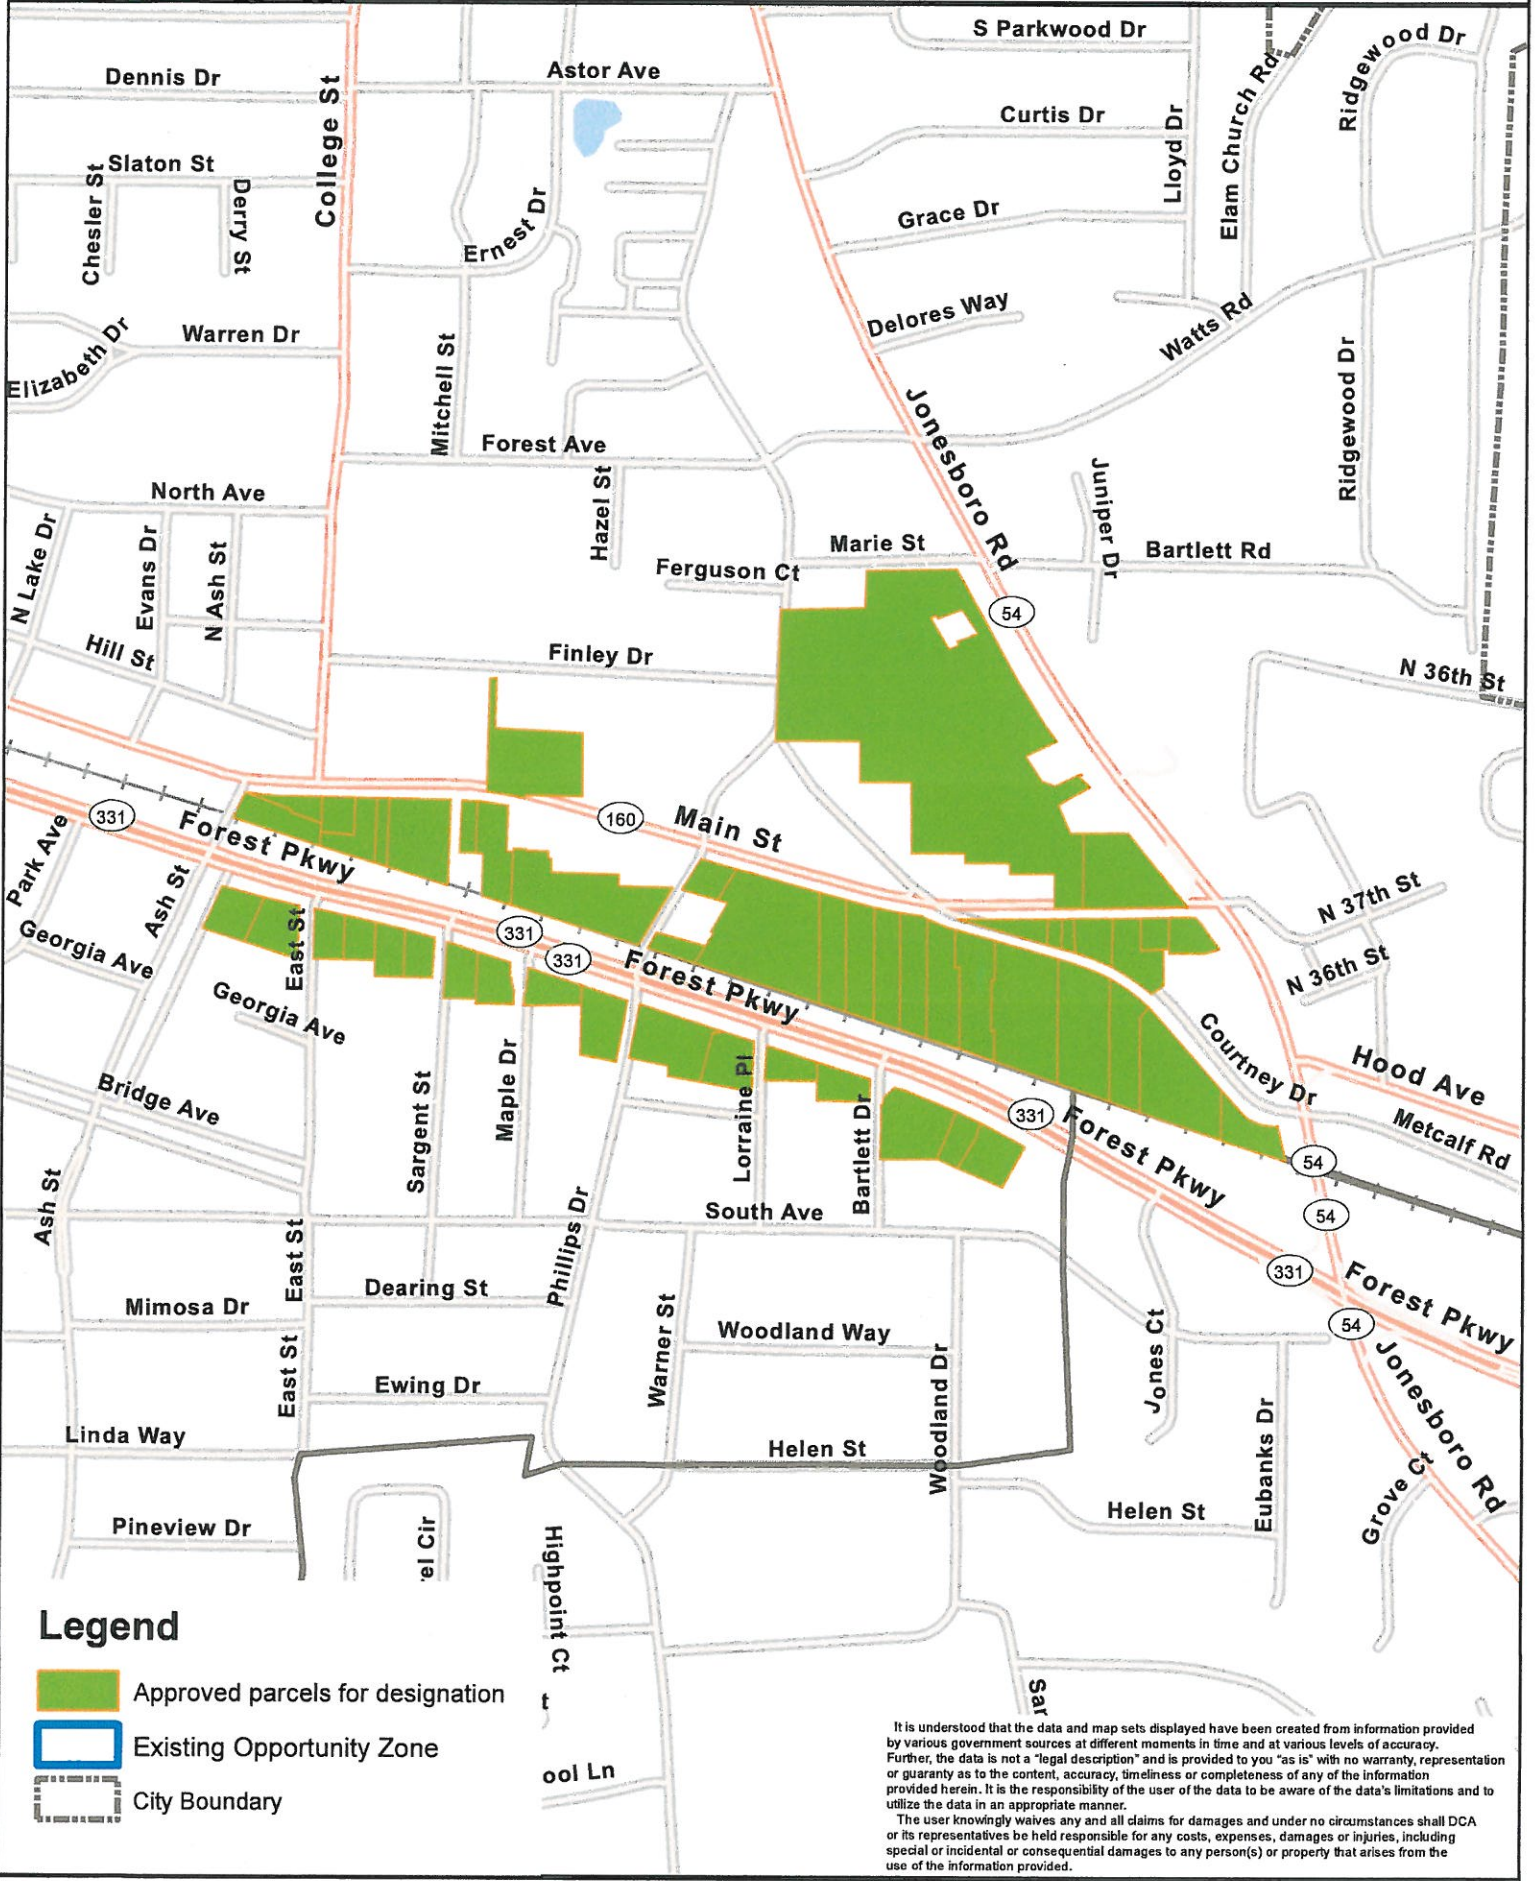 S Parkwood Dr
Ridgewood Dr
Dennis Dr
Astor Ave
College St
Curtis Dr
Lloyd Dr
Elam Church Rd
Slaton St
Chesler St
Derry St
Ernest Dr
Grace Dr
Elizabeth Dr
Warren Dr
Mitchell St
Delores Way
Watts Rd
Ridgewood Dr
Jonesboro Rd
Forest Ave
Hazel St
North Ave
N Lake Dr
Evans Dr
N Ash St
Juniper Dr
Marie St
Bartlett Rd
Ferguson Ct
54
Hill St
Finley Dr
N 36th St
331
Forest Pkwy
160
Main St
Park Ave
Ash St
N 37th St
Georgia Ave
East St
331
331
Forest Pkwy
N 36th St
Georgia Ave
Courtney Dr
Hood Ave
Bridge Ave
Sargent St
Maple Dr
Lorraine Pl
Bartlett Dr
331
Forest Pkwy
Metcalf Rd
54
Ash St
East St
Phillips Dr
South Ave
54
331
Forest Pkwy
Dearing St
Mimosa Dr
54
Warner St
Woodland Way
Woodland Dr
Jones Ct
Jonesboro Rd
East St
Ewing Dr
Eubanks Dr
Linda Way
Helen St
Grove Ct
Helen St
Pineview Dr
el Cir
Highpoint Ct
Legend
Approved parcels for designation
t
Sar
Existing Opportunity Zone
City Boundary
ool Ln
It is understood that the data and map sets displayed have been created from information provided
by various government sources at different moments in time and at various levels of accuracy.
Further, the data is not a "legal description" and is provided to you "as is" with no warranty, representation
or guaranty as to the content, accuracy, timeliness or completeness of any of the information
provided herein. It is the responsibility of the user of the data to be aware of the data's limitations and to
utilize the data in an appropriate manner.
The user knowingly waives any and all claims for damages and under no circumstances shall DCA
or its representatives be held responsible for any costs, expenses, damages or injuries, including
special or incidental or consequential damages to any person(s) or property that arises from the
use of the information provided.